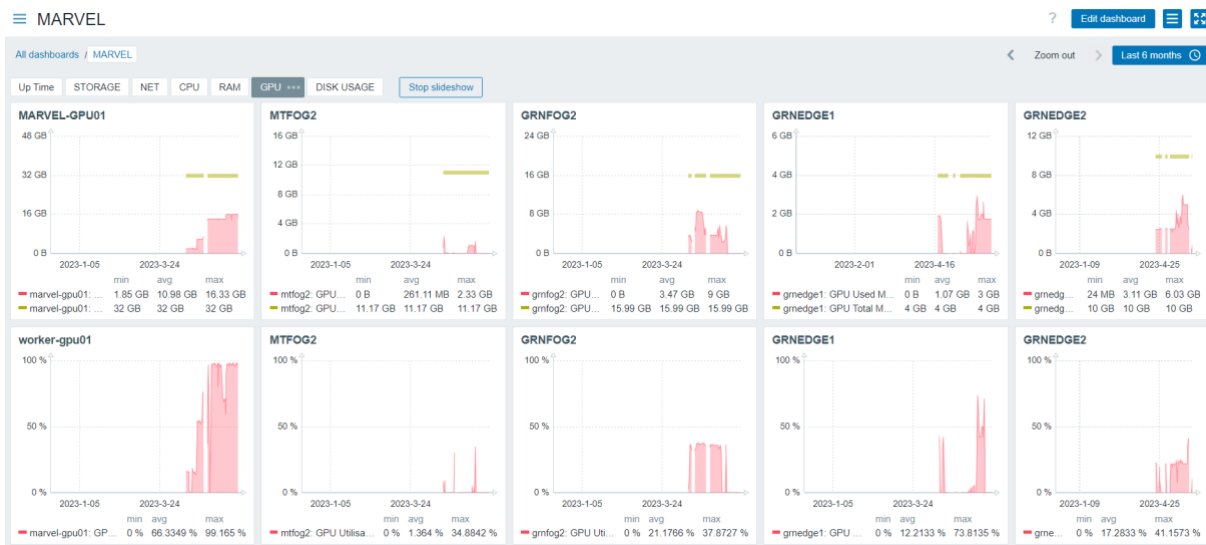 MARVEL
? Edit dashboard
All dashboards / MARVEL
Zoom out
Last 6 months
Up Time STORAGE NET CPU RAM GPU DISK USAGE Stop slideshow
MARVEL-GPU01
48 GB
32 GB
16 GB
0 B
2023-1-05 2023-3-24
min avg max
marvel-gpu01: ... 1.85 GB 10.98 GB 16.33 GB
marvel-gpu01: ... 32 GB 32 GB 32 GB
MTFOG2
16 GB
12 GB
8 GB
4 GB
0 B
2023-1-05 2023-3-24
min avg max
mtfog2: GPU... 0 B 261.11 MB 2.33 GB
mtfog2: GPU... 11.17 GB 11.17 GB 11.17 GB
GRNFOG2
24 GB
16 GB
8 GB
0 B
2023-1-05 2023-3-24
min avg max
grnfog2: GPU... 0 B 3.47 GB 9 GB
grnfog2: GPU... 15.99 GB 15.99 GB 15.99 GB
GRNEDGE1
6 GB
4 GB
2 GB
0 B
2023-2-01 2023-4-16
min avg max
grnedge1: GPU Used M... 0 B 1.07 GB 3 GB
grnedge1: GPU Total M... 4 GB 4 GB 4 GB
GRNEDGE2
12 GB
8 GB
4 GB
0 B
2023-1-09 2023-4-25
min avg max
grnedg... 24 MB 3.11 GB 6.03 GB
grnedg... 10 GB 10 GB 10 GB
worker-gpu01
100 %
50 %
0 %
2023-1-05 2023-3-24
min avg max
marvel-gpu01: GP... 0 % 66.3349 % 99.165 %
MTFOG2
100 %
50 %
0 %
2023-1-05 2023-3-24
min avg max
mtfog2: GPU Utilisa... 0 % 1.364 % 34.8842 %
GRNFOG2
100 %
50 %
0 %
2023-1-05 2023-3-24
min avg max
grnfog2: GPU Uti... 0 % 21.1766 % 37.8727 %
GRNEDGE1
100 %
50 %
0 %
2023-1-05 2023-3-24
min avg max
grnedge1: GPU ... 0 % 12.2133 % 73.8135 %
GRNEDGE2
100 %
50 %
0 %
2023-1-09 2023-4-25
min avg max
grne... 0 % 17.2833 % 41.1573 %